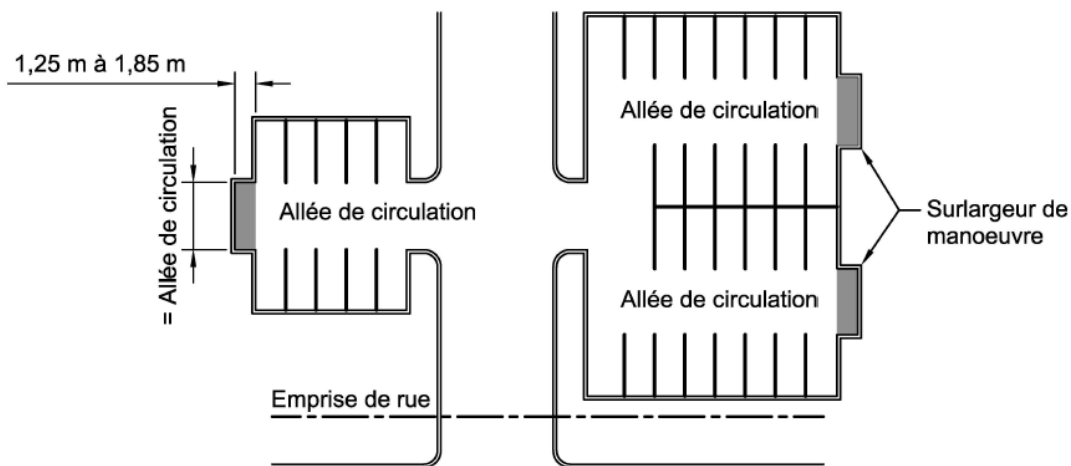 1,25 m à 1,85 m
= Allée de circulation
Allée de circulation
Allée de circulation
Allée de circulation
Surlargeur de
manoeuvre
Emprise de rue